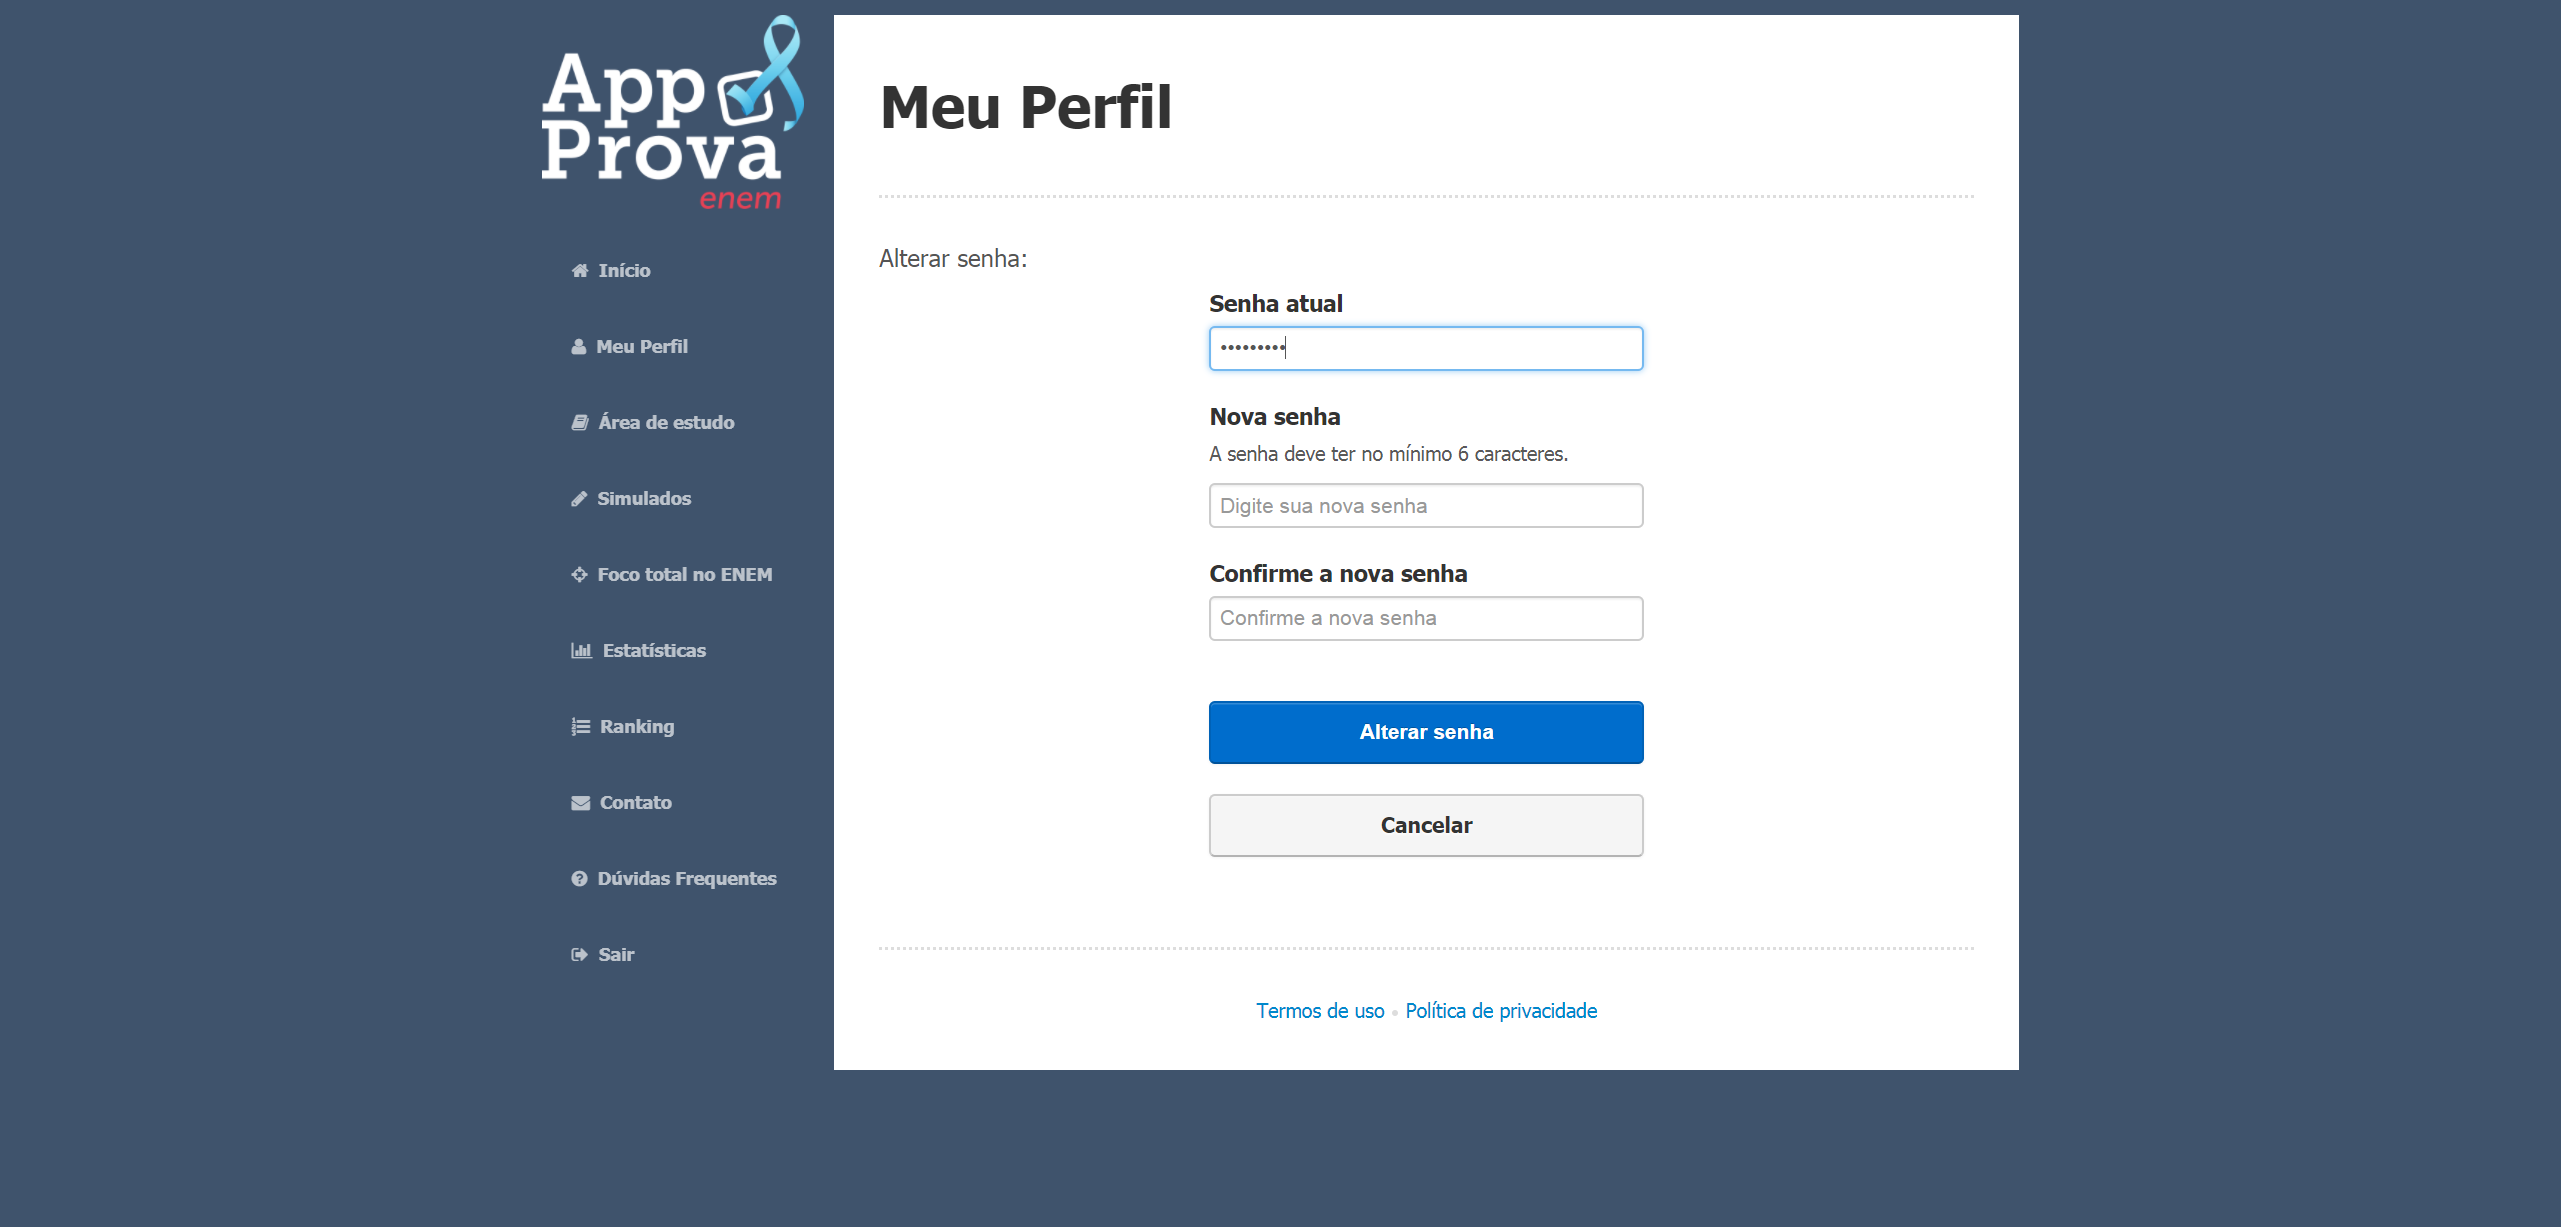 App
Prova
enem
Início
Meu Perfil
Área de estudo
Simulados
Foco total no ENEM
Estatísticas
Ranking
Contato
Dúvidas Frequentes
Sair
Meu Perfil
Alterar senha:
Senha atual
•••••••••
Nova senha
A senha deve ter no mínimo 6 caracteres.
Digite sua nova senha
Confirme a nova senha
Confirme a nova senha
Alterar senha
Cancelar
Termos de uso • Política de privacidade